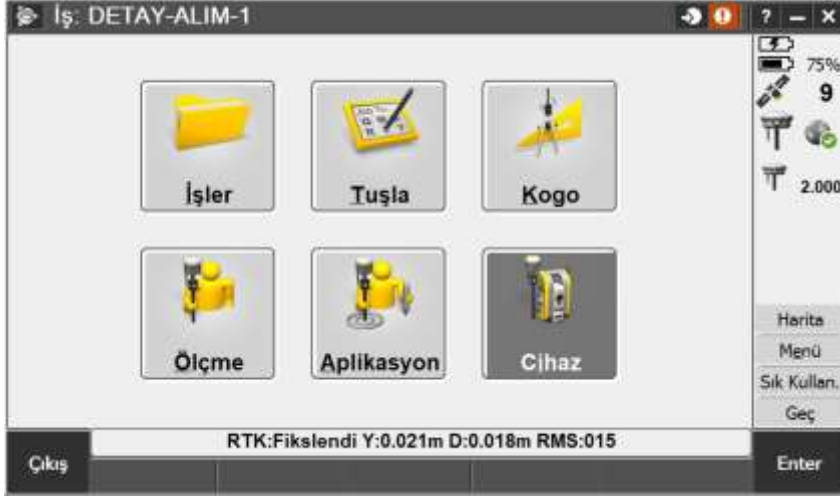 İş: DETAY-ALIM-1
? – ×
75%
9
2.000
İşler
Tuşla
Kogo
Ölçme
Aplikasyon
Cihaz
Harita
Menü
Sık Kullan.
Geç
RTK:Fikslendi Y:0.021m D:0.018m RMS:015
Çıkış
Enter